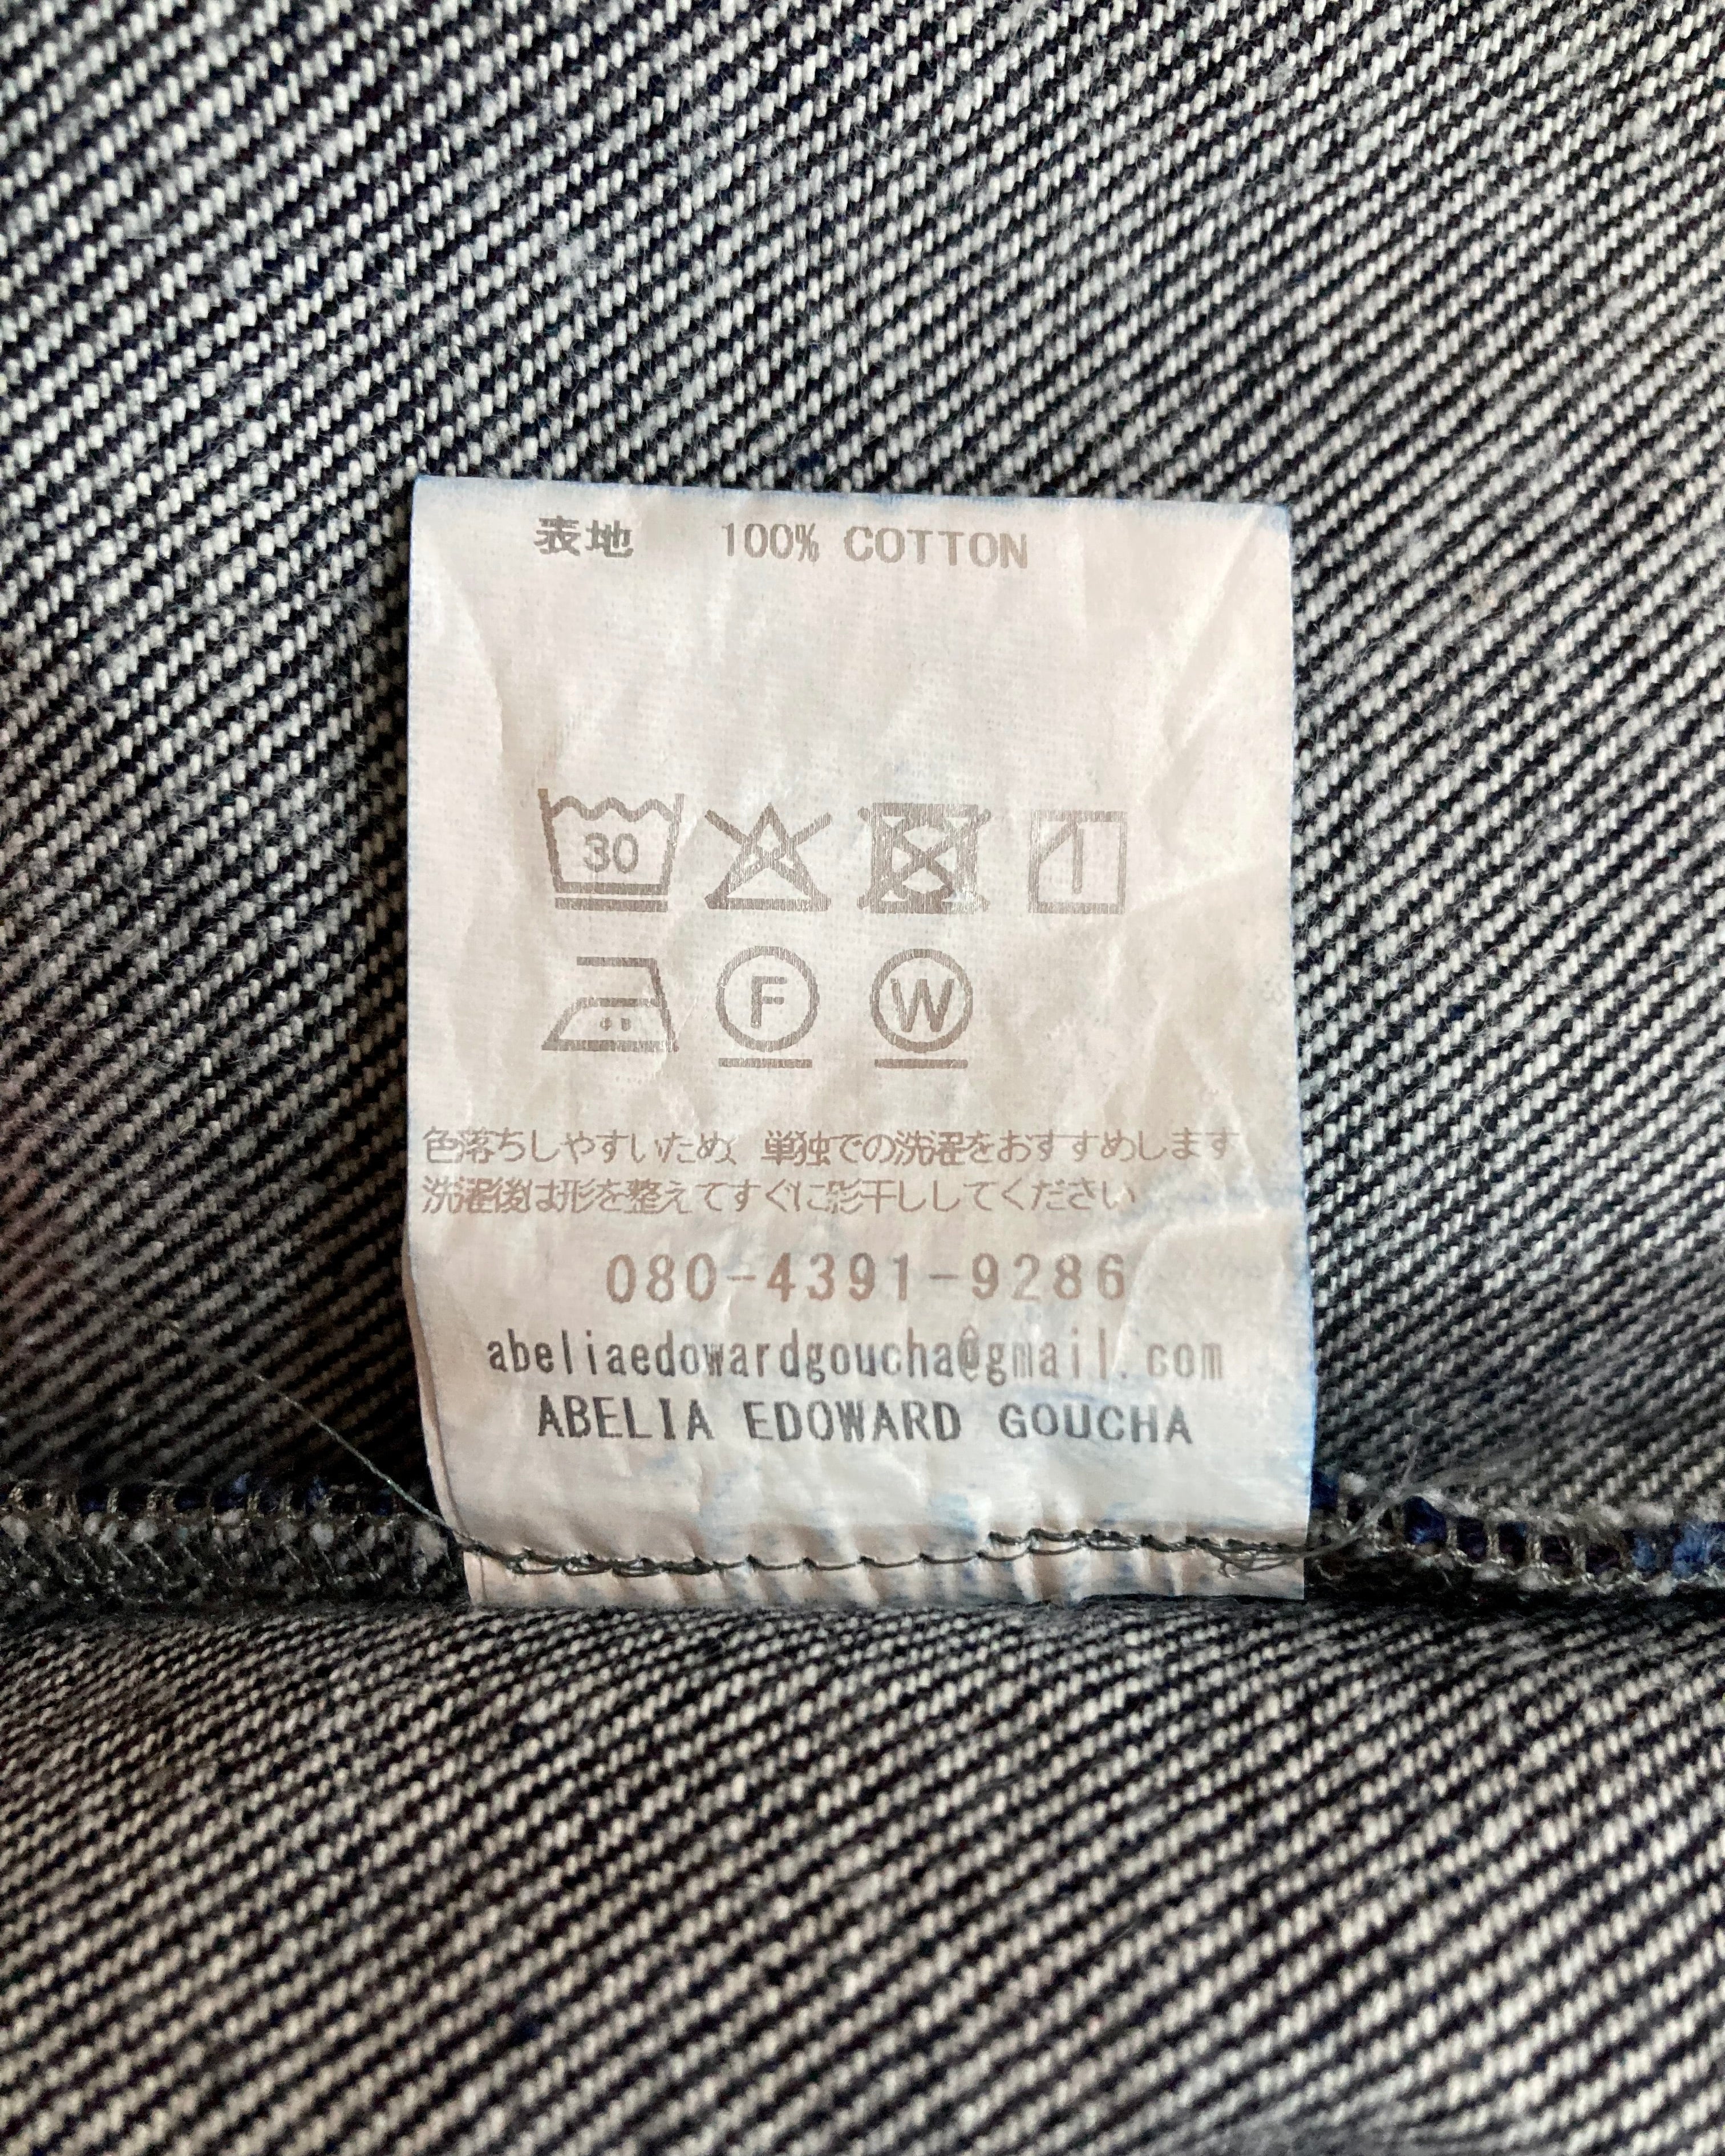 表地 100% COTTON
30
F W
色落ちしやすいため、単独での洗濯をおすすめします
洗濯後は形を整えてすぐに影干ししてください
080-4391-9286
abeliaedowardgoucha@gmail.com
ABELIA EDOWARD GOUCHA